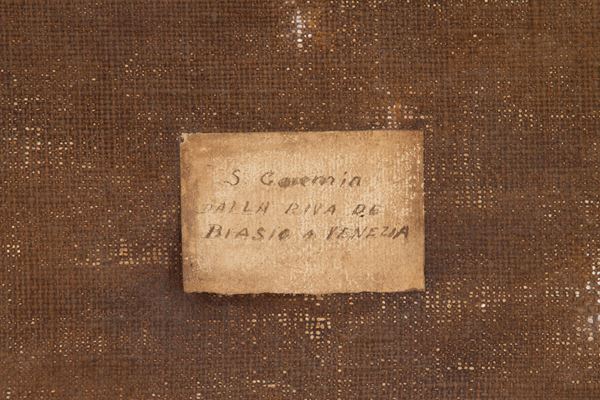 S Geremia
DALLA RIVA DE
BIASIO A VENEZIA